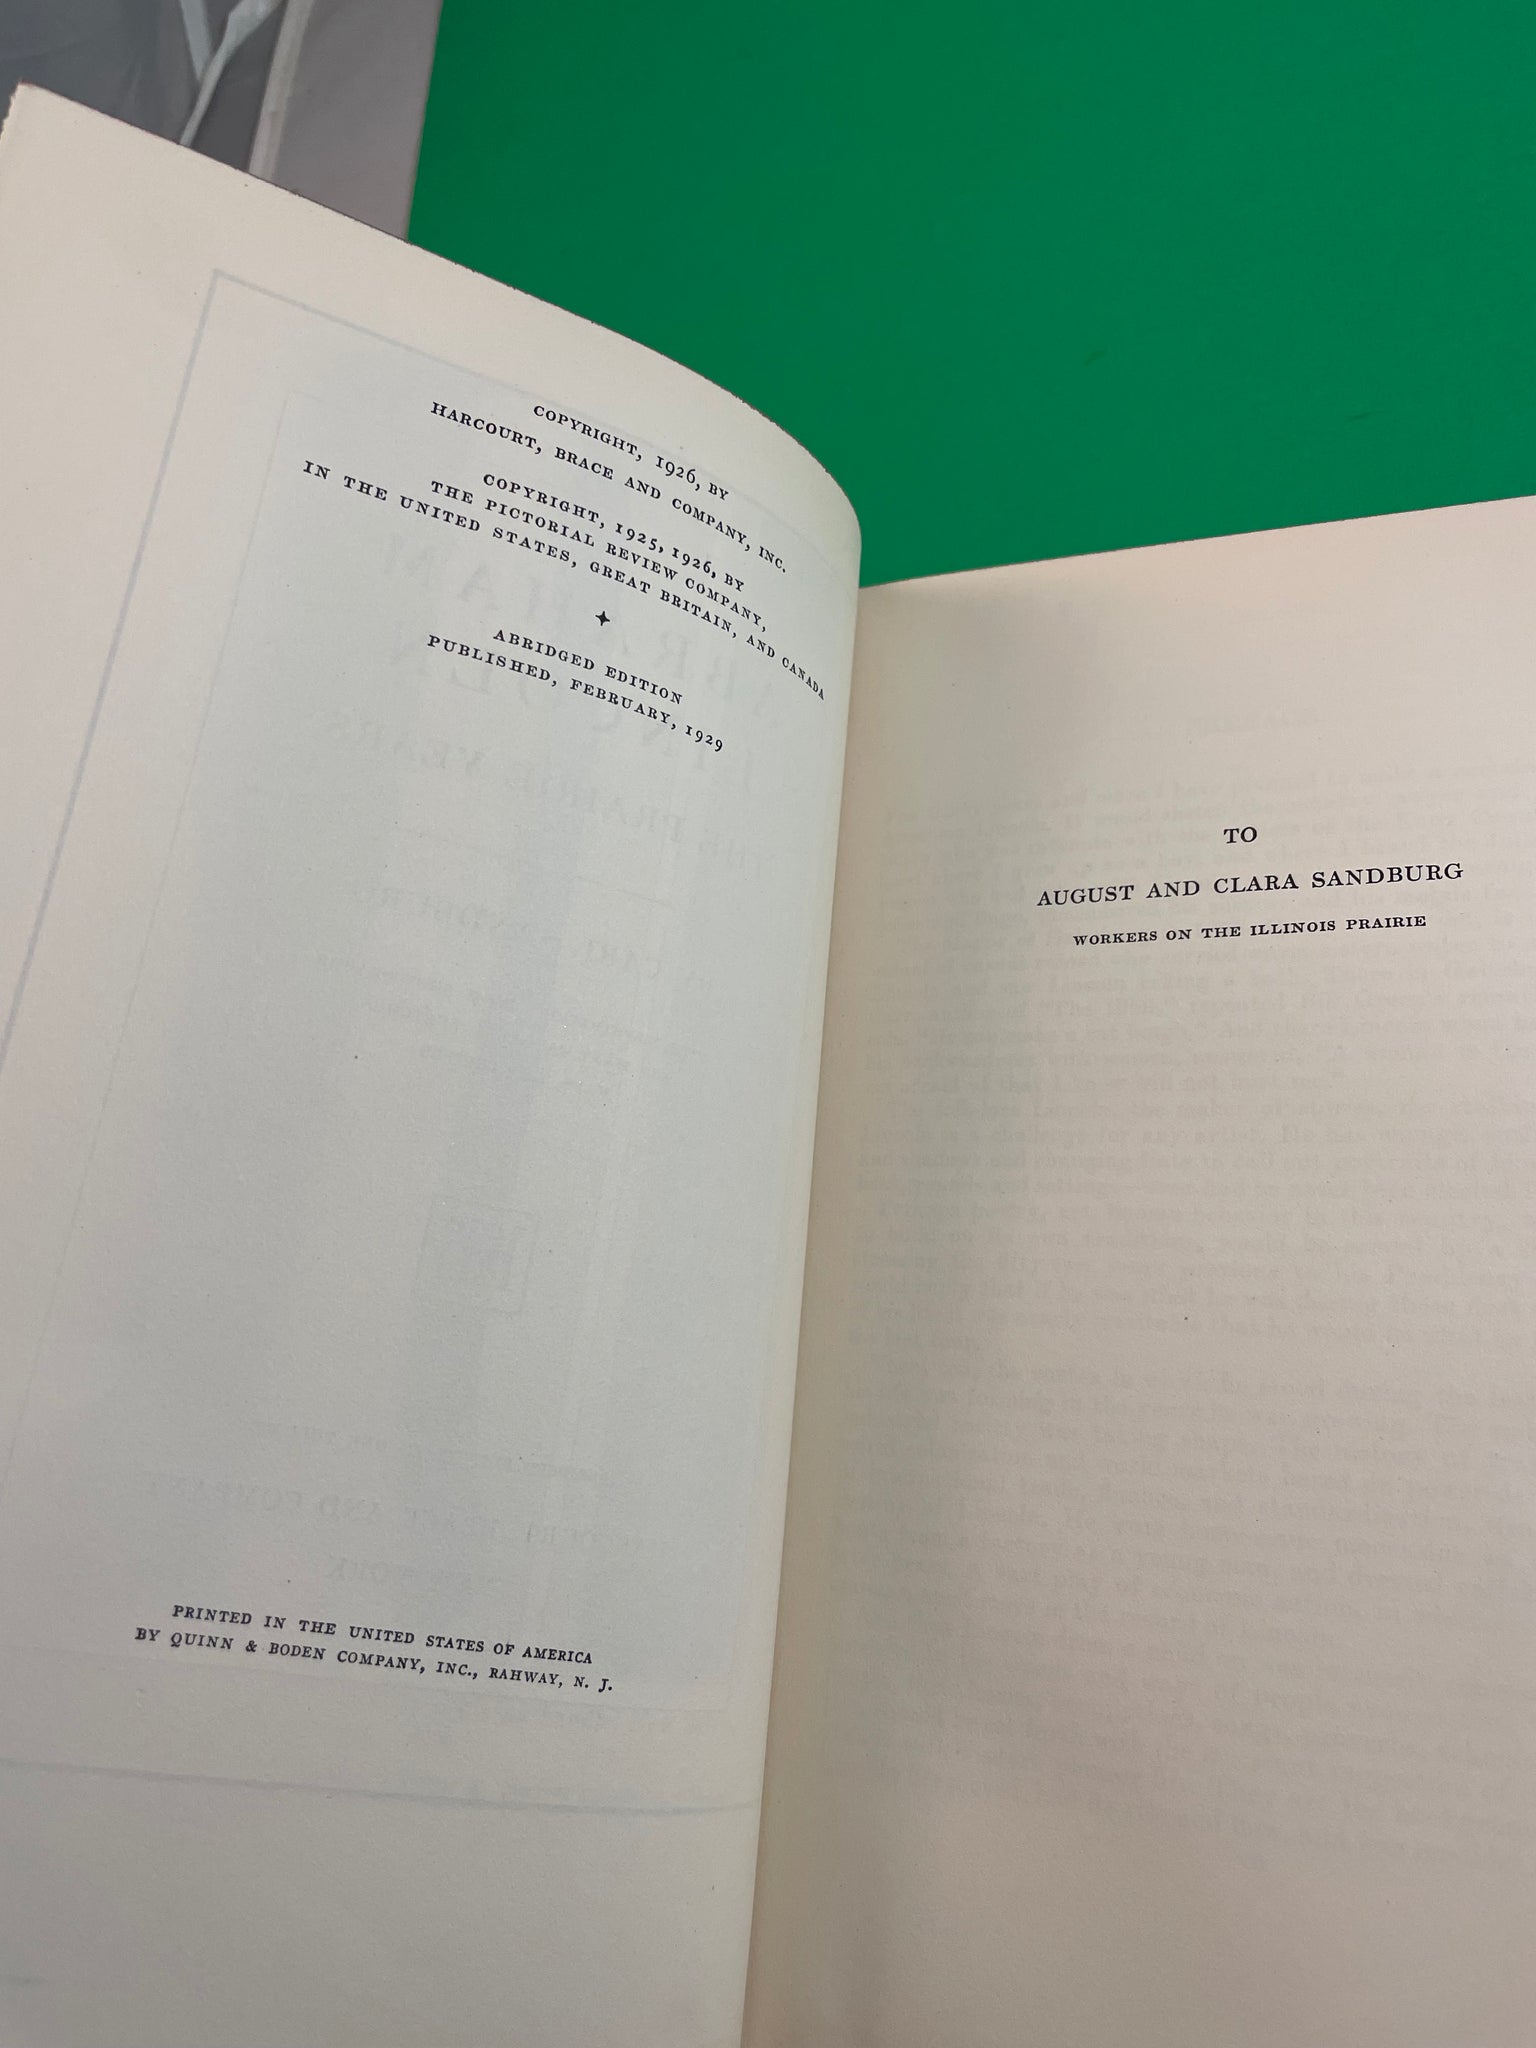 COPYRIGHT, 1926, BY
HARCOURT, BRACE AND COMPANY, INC.
COPYRIGHT, 1925, 1926, BY
THE PICTORIAL REVIEW COMPANY,
IN THE UNITED STATES, GREAT BRITAIN, AND CANADA
ABRIDGED EDITION
PUBLISHED, FEBRUARY, 1929
PRINTED IN THE UNITED STATES OF AMERICA
BY QUINN & BODEN COMPANY, INC., RAHWAY, N. J.
TO
AUGUST AND CLARA SANDBURG
WORKERS ON THE ILLINOIS PRAIRIE